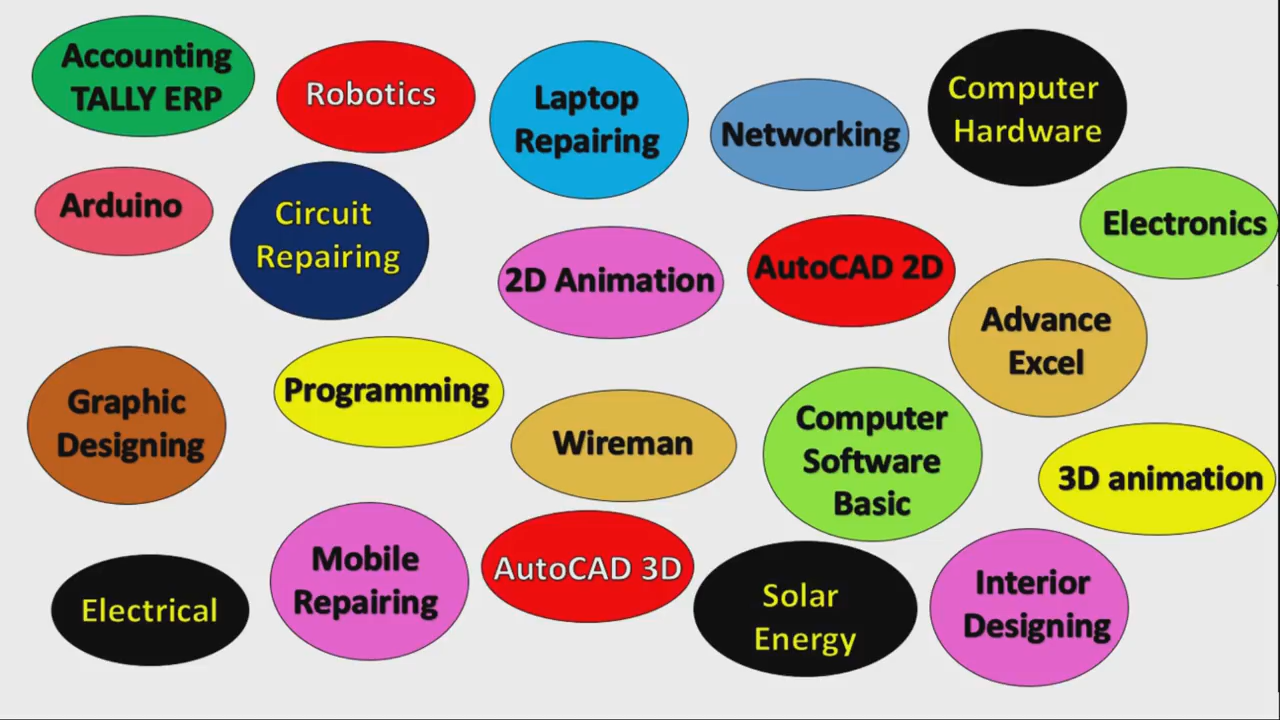 Accounting
TALLY ERP
Robotics
Laptop
Repairing
Networking
Computer
Hardware
Arduino
Circuit
Repairing
2D Animation
AutoCAD 2D
Electronics
Advance
Excel
Graphic
Designing
Programming
Wireman
Computer
Software
Basic
3D animation
Electrical
Mobile
Repairing
AutoCAD 3D
Solar
Energy
Interior
Designing